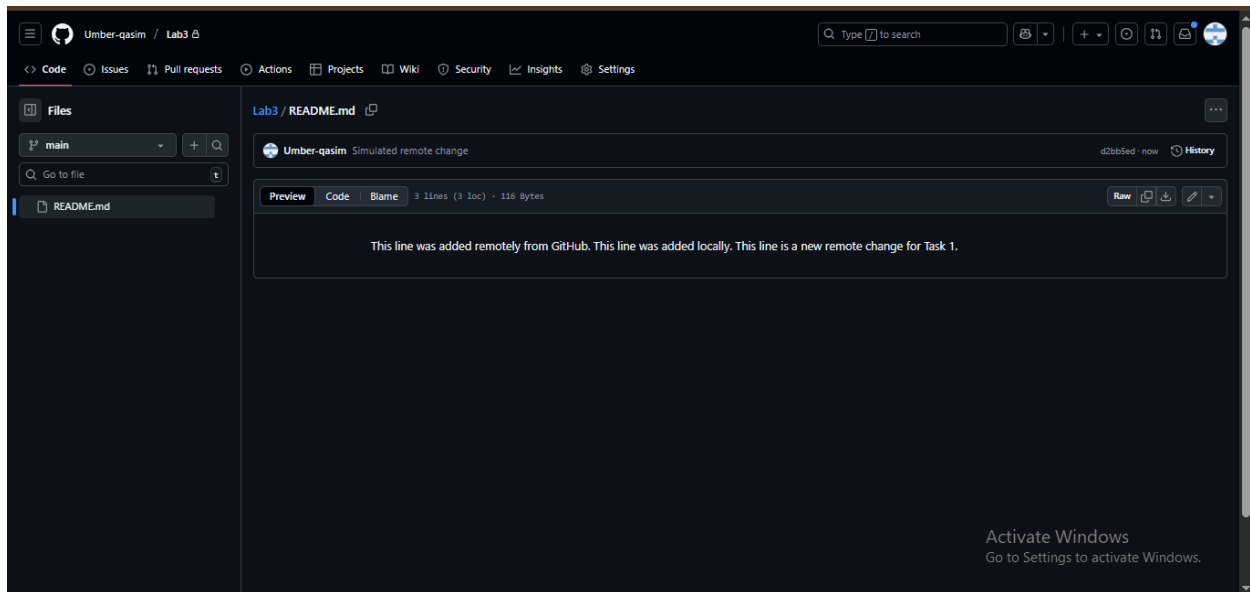 Umber-qasim / Lab3
Type / to search
Code Issues Pull requests Actions Projects Wiki Security Insights Settings
Files
main
Go to file t
README.md
Lab3 / README.md
Umber-qasim Simulated remote change d2bb5ed · now History
Preview Code Blame 3 lines (3 loc) · 116 Bytes Raw
This line was added remotely from GitHub. This line was added locally. This line is a new remote change for Task 1.
Activate Windows
Go to Settings to activate Windows.